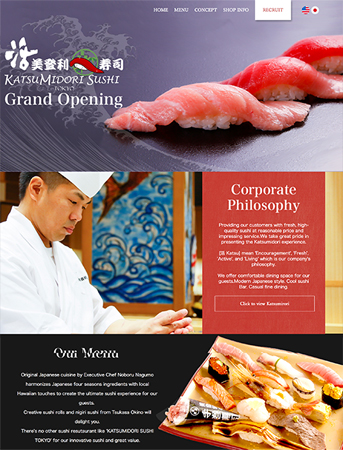 HOME MENU CONCEPT SHOP INFO RECRUIT
活 美登利 寿司
KATSUMIDORI SUSHI
TOKYO
Grand Opening
Corporate
Philosophy
Providing our customers with fresh, high-
quality sushi at reasonable price and
impressing service.We take great pride in
presenting the Katsumidori experience.
[活 Katsu] mean 'Encouragement', 'Fresh',
'Active', and 'Living' which is our company's
philosophy.
We offer comfortable dining space for our
guests.Modern Japanese style, Cool sushi
Bar, Casual fine dining.
Click to view Katsumidori
Our Menu
Original Japanese cuisine by Executive Chef Noboru Nagumo
harmonizes Japanese four seasons ingredients with local
Hawaiian touches to create the ultimate sushi experience for our
guests.
Creative sushi rolls and nigiri sushi from Tsukasa Okino will
delight you.
There's no other sushi resutaurant like 'KATSUMIDORI SUSHI
TOKYO' for our innovative sushi and great value.